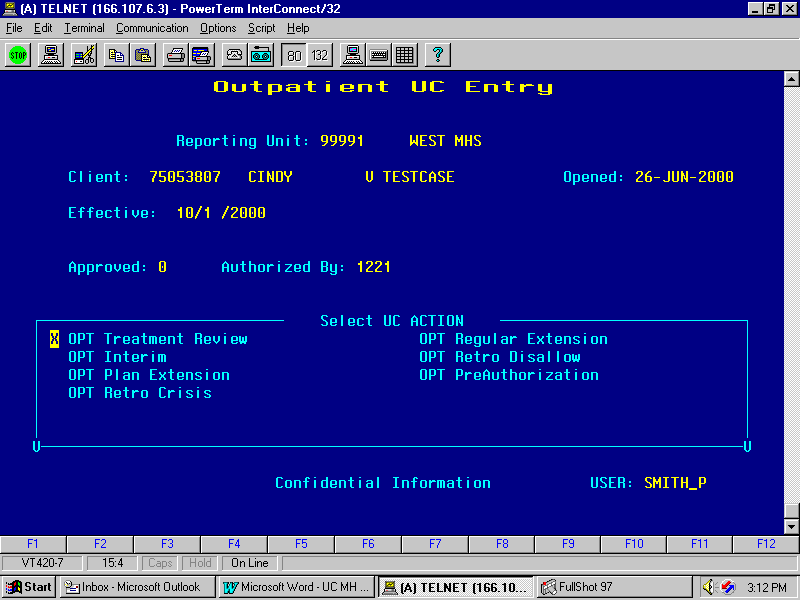 (A) TELNET (166.107.6.3) - PowerTerm InterConnect/32
File Edit Terminal Communication Options Script Help
STOP 80 132 ?
Outpatient UC Entry
Reporting Unit: 99991 WEST MHS
Client: 75053807 CINDY V TESTCASE Opened: 26-JUN-2000
Effective: 10/1 /2000
Approved: 0 Authorized By: 1221
Select UC ACTION
X OPT Treatment Review OPT Regular Extension
OPT Interim OPT Retro Disallow
OPT Plan Extension OPT PreAuthorization
OPT Retro Crisis
U U
Confidential Information USER: SMITH_P
F1 F2 F3 F4 F5 F6 F7 F8 F9 F10 F11 F12
VT420-7 15:4 Caps Hold On Line
Start Inbox - Microsoft Outlook Microsoft Word - UC MH ... (A) TELNET (166.10... FullShot 97 3:12 PM